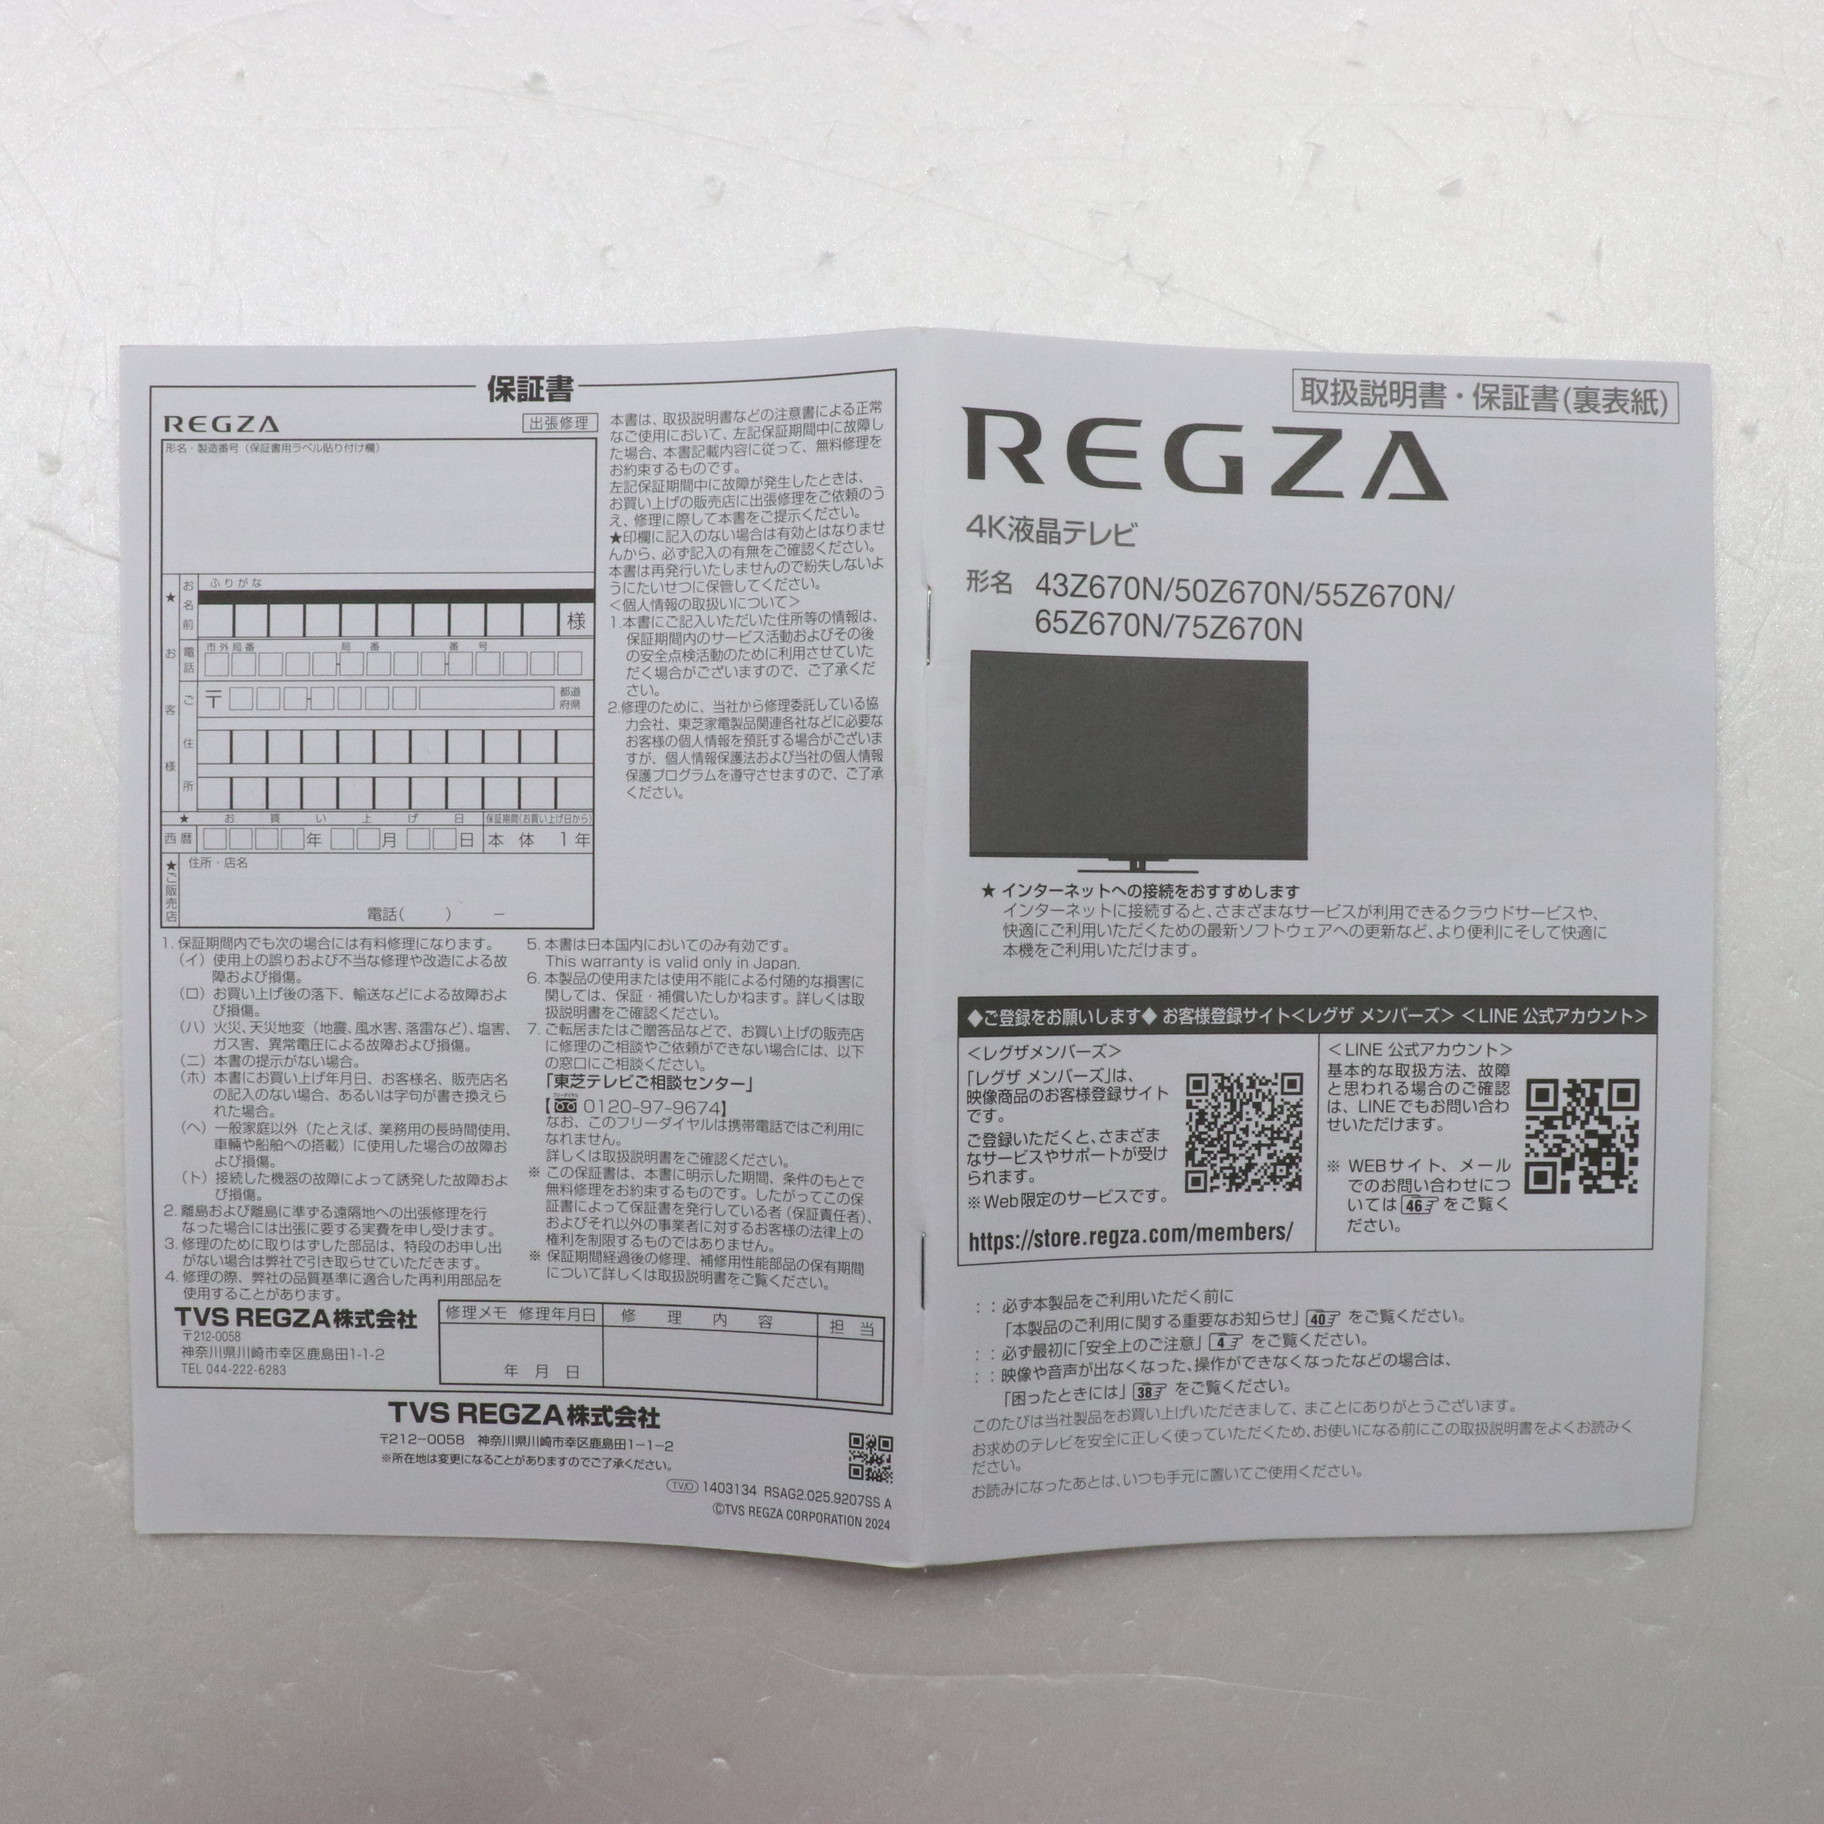 保証書
REGZA
出張修理
形名・製造番号（保証書用ラベル貼り付け欄）
★
お客様
お名前
ふりがな
様
電話
市外局番
局番
番号
ご住所
〒
都道府県
★
お買い上げ日
保証期間(お買い上げ日から)
西暦
年
月
日
本体 1年
★ご販売店
住所・店名
電話( ) －
本書は、取扱説明書などの注意書による正常
なご使用において、左記保証期間中に故障し
た場合、本書記載内容に従って、無料修理を
お約束するものです。
左記保証期間中に故障が発生したときは、
お買い上げの販売店に出張修理をご依頼のう
え、修理に際して本書をご提示ください。
★印欄に記入のない場合は有効とはなりませ
んから、必ず記入の有無をご確認ください。
本書は再発行いたしませんので紛失しないよ
うにたいせつに保管してください。
＜個人情報の取扱いについて＞
1.本書にご記入いただいた住所等の情報は、
保証期間内のサービス活動およびその後
の安全点検活動のために利用させていた
だく場合がございますので、ご了承くだ
さい。
2.修理のために、当社から修理委託している協
力会社、東芝家電製品関連各社などに必要な
お客様の個人情報を預託する場合がございま
すが、個人情報保護法および当社の個人情報
保護プログラムを遵守させますので、ご了承
ください。
1. 保証期間内でも次の場合には有料修理になります。
（イ）使用上の誤りおよび不当な修理や改造による故
障および損傷。
（ロ）お買い上げ後の落下、輸送などによる故障およ
び損傷。
（ハ）火災、天災地変（地震、風水害、落雷など）、塩害、
ガス害、異常電圧による故障および損傷。
（ニ）本書の提示がない場合。
（ホ）本書にお買い上げ年月日、お客様名、販売店名
の記入のない場合、あるいは字句が書き換えら
れた場合。
（ヘ）一般家庭以外（たとえば、業務用の長時間使用、
車輛や船舶への搭載）に使用した場合の故障お
よび損傷。
（ト）接続した機器の故障によって誘発した故障およ
び損傷。
2. 離島および離島に準ずる遠隔地への出張修理を行
なった場合には出張に要する実費を申し受けます。
3. 修理のために取りはずした部品は、特段のお申し出
がない場合は弊社で引き取らせていただきます。
4. 修理の際、弊社の品質基準に適合した再利用部品を
使用することがあります。
5. 本書は日本国内においてのみ有効です。
This warranty is valid only in Japan.
6. 本製品の使用または使用不能による付随的な損害に
関しては、保証・補償いたしかねます。詳しくは取
扱説明書をご確認ください。
7. ご転居またはご贈答品などで、お買い上げの販売店
に修理のご相談やご依頼ができない場合には、以下
の窓口にご相談ください。
「東芝テレビご相談センター」
【フリーダイヤル 0120-97-9674】
なお、このフリーダイヤルは携帯電話ではご利用に
なれません。
詳しくは取扱説明書をご確認ください。
※ この保証書は、本書に明示した期間、条件のもとで
無料修理をお約束するものです。したがってこの保
証書によって保証書を発行している者（保証責任者）、
およびそれ以外の事業者に対するお客様の法律上の
権利を制限するものではありません。
※ 保証期間経過後の修理、補修用性能部品の保有期間
について詳しくは取扱説明書をご覧ください。
TVS REGZA株式会社
〒212-0058
神奈川県川崎市幸区鹿島田1-1-2
TEL 044-222-6283
修理メモ 修理年月日
修理内容
担当
年 月 日
TVS REGZA株式会社
〒212−0058 神奈川県川崎市幸区鹿島田1−1−2
※所在地は変更になることがありますのでご了承ください。
TV/D 1403134 RSAG2.025.9207SS A
©TVS REGZA CORPORATION 2024
取扱説明書・保証書(裏表紙)
REGZA
4K液晶テレビ
形名 43Z670N/50Z670N/55Z670N/
65Z670N/75Z670N
★ インターネットへの接続をおすすめします
インターネットに接続すると、さまざまなサービスが利用できるクラウドサービスや、
快適にご利用いただくための最新ソフトウェアへの更新など、より便利にそして快適に
本機をご利用いただけます。
◆ご登録をお願いします◆ お客様登録サイト＜レグザ メンバーズ＞ ＜LINE 公式アカウント＞
＜レグザメンバーズ＞
「レグザ メンバーズ」は、
映像商品のお客様登録サイト
です。
ご登録いただくと、さまざま
なサービスやサポートが受け
られます。
※Web限定のサービスです。
https://store.regza.com/members/
＜LINE 公式アカウント＞
基本的な取扱方法、故障
と思われる場合のご確認
は、LINEでもお問い合わ
せいただけます。
※ WEBサイト、メール
でのお問い合わせにつ
いては 46 をご覧く
ださい。
：：必ず本製品をご利用いただく前に
「本製品のご利用に関する重要なお知らせ」 40 をご覧ください。
：：必ず最初に「安全上のご注意」 4 をご覧ください。
：：映像や音声が出なくなった、操作ができなくなったなどの場合は、
「困ったときには」 38 をご覧ください。
このたびは当社製品をお買い上げいただきまして、まことにありがとうございます。
お求めのテレビを安全に正しく使っていただくため、お使いになる前にこの取扱説明書をよくお読みく
ださい。
お読みになったあとは、いつも手元に置いてご使用ください。